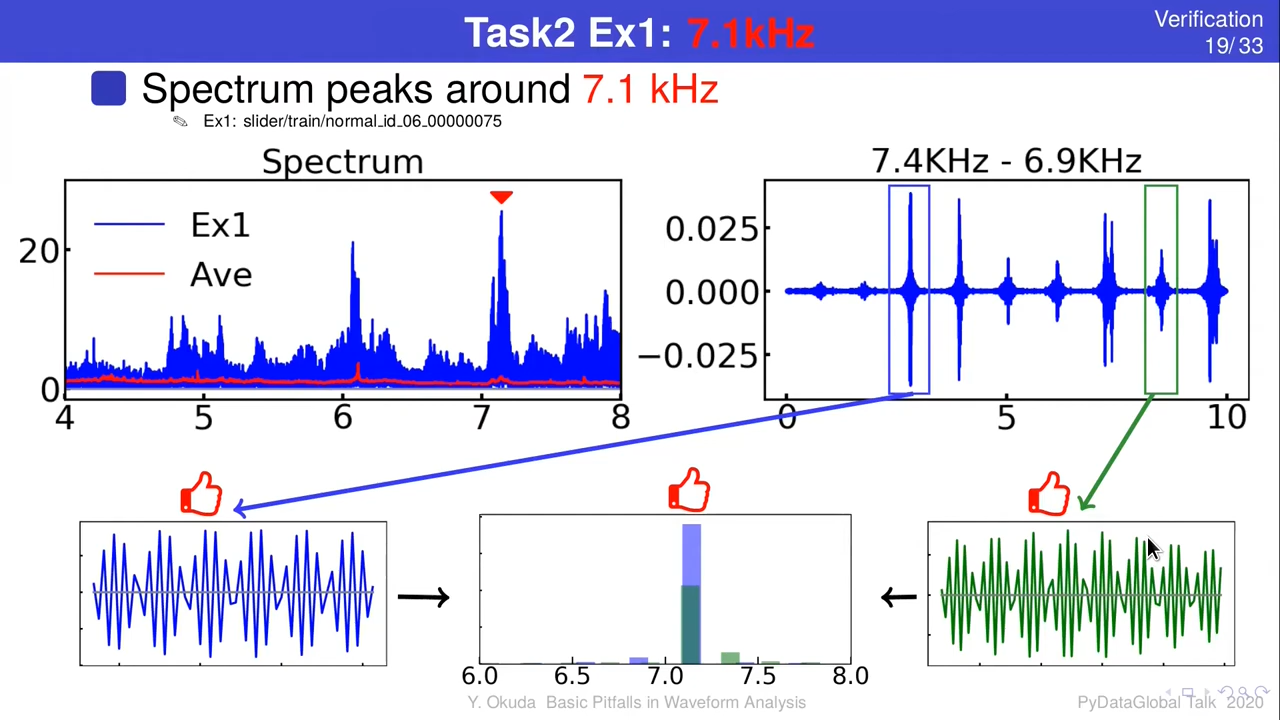 Task2 Ex1: 7.1kHz
Verification
19/ 33
Spectrum peaks around 7.1 kHz
Ex1: slider/train/normal_id_06_00000075
Spectrum
Ex1
Ave
20
0
4 5 6 7 8
7.4KHz - 6.9KHz
0.025
0.000
−0.025
0 5 10
6.0 6.5 7.0 7.5 8.0
Y. Okuda Basic Pitfalls in Waveform Analysis
PyDataGlobal Talk 2020